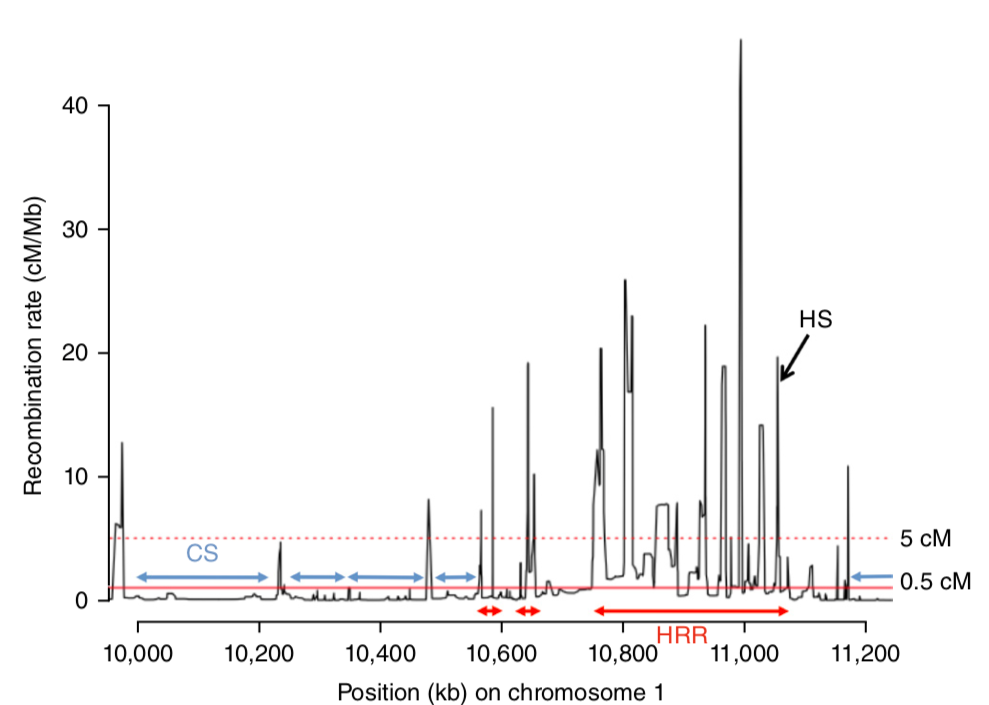 Recombination rate (cM/Mb)
40
30
20
10
0
HS
CS
5 cM
0.5 cM
HRR
10,000 10,200 10,400 10,600 10,800 11,000 11,200
Position (kb) on chromosome 1